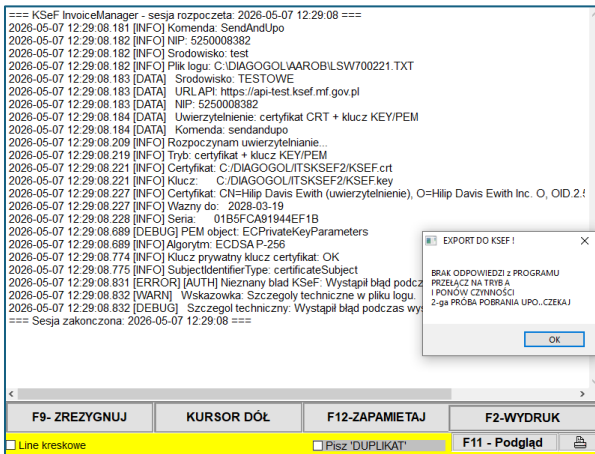 === KSeF InvoiceManager - sesja rozpoczeta: 2026-05-07 12:29:08 ===
2026-05-07 12:29:08.181 [INFO] Komenda: SendAndUpo
2026-05-07 12:29:08.182 [INFO] NIP: 5250008382
2026-05-07 12:29:08.182 [INFO] Srodowisko: test
2026-05-07 12:29:08.182 [INFO] Plik logu: C:\DIAGOGOL\AAROB\LSW700221.TXT
2026-05-07 12:29:08.183 [DATA] Srodowisko: TESTOWE
2026-05-07 12:29:08.183 [DATA] URL API: https://api-test.ksef.mf.gov.pl
2026-05-07 12:29:08.183 [DATA] NIP: 5250008382
2026-05-07 12:29:08.184 [DATA] Uwierzytelnienie: certyfikat CRT + klucz KEY/PEM
2026-05-07 12:29:08.184 [DATA] Komenda: sendandupo
2026-05-07 12:29:08.209 [INFO] Rozpoczynam uwierzytelnianie...
2026-05-07 12:29:08.219 [INFO] Tryb: certyfikat + klucz KEY/PEM
2026-05-07 12:29:08.221 [INFO] Certyfikat: C:/DIAGOGOL/ITSKSEF2/KSEF.crt
2026-05-07 12:29:08.221 [INFO] Klucz: C:/DIAGOGOL/ITSKSEF2/KSEF.key
2026-05-07 12:29:08.227 [INFO] Certyfikat: CN=Hilip Davis Ewith (uwierzytelnienie), O=Hilip Davis Ewith Inc. O, OID.2.
2026-05-07 12:29:08.227 [INFO] Wazny do: 2028-03-19
2026-05-07 12:29:08.228 [INFO] Seria: 01B5FCA91944EF1B
2026-05-07 12:29:08.689 [DEBUG] PEM object: ECPrivateKeyParameters
2026-05-07 12:29:08.689 [INFO] Algorytm: ECDSA P-256
2026-05-07 12:29:08.774 [INFO] Klucz prywatny klucz certyfikat: OK
2026-05-07 12:29:08.775 [INFO] SubjectIdentifierType: certificateSubject
2026-05-07 12:29:08.831 [ERROR] [AUTH] Nieznany blad KSeF: Wystąpił błąd podcz
2026-05-07 12:29:08.832 [WARN] Wskazowka: Szczegoly techniczne w pliku logu.
2026-05-07 12:29:08.832 [DEBUG] Szczegol techniczny: Wystąpił błąd podczas wys
=== Sesja zakonczona: 2026-05-07 12:29:08 ===
EXPORT DO KSEF !
BRAK ODPOWIEDZI z PROGRAMU
PRZEŁĄCZ NA TRYB A
I PONÓW CZYNNOŚCI
2-ga PRÓBA POBRANIA UPO..CZEKAJ
OK
F9- ZREZYGNUJ KURSOR DÓŁ F12-ZAPAMIETAJ F2-WYDRUK
Line kreskowe Pisz 'DUPLIKAT' F11 - Podgląd